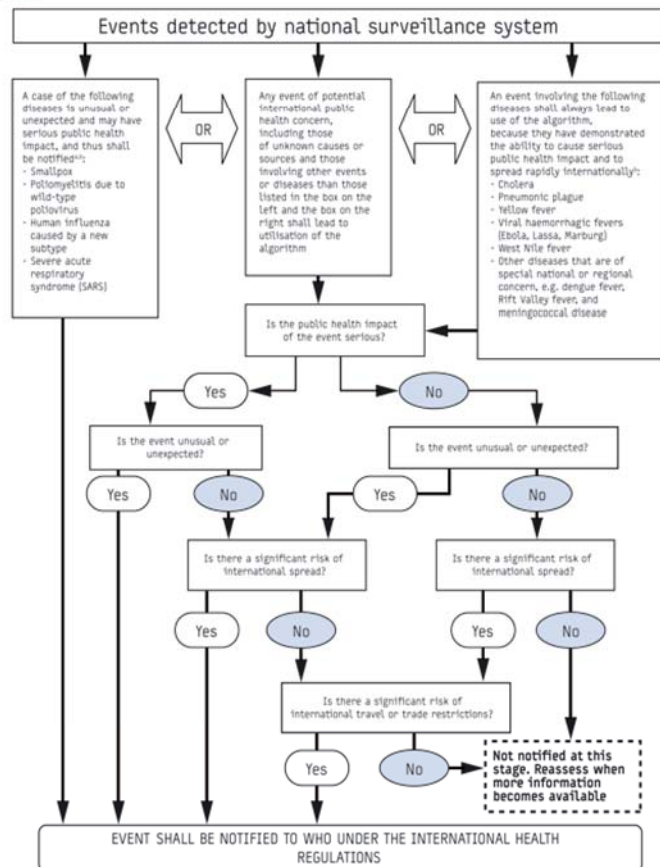 Events detected by national surveillance system
A case of the following
diseases is unusual or
unexpected and may have
serious public health
impact, and thus shall
be notified
- Smallpox
- Poliomyelitis due to
wild-type
poliovirus
- Human influenza
caused by a new
subtype
- Severe acute
respiratory
syndrome (SARS)
OR
Any event of potential
international public
health concern,
including those
of unknown causes or
sources and those
involving other events
or diseases than those
listed in the box on the
left and the box on the
right shall lead to
utilisation of the
algorithm
OR
An event involving the following
diseases shall always lead to
use of the algorithm,
because they have demonstrated
the ability to cause serious
public health impact and to
spread rapidly internationally
- Cholera
- Pneumonic plague
- Yellow fever
- Viral haemorrhagic fevers
(Ebola, Lassa, Marburg)
- West Nile fever
- Other diseases that are of
special national or regional
concern, e.g. dengue fever,
Rift Valley fever, and
meningococcal disease
Is the public health impact
of the event serious?
Yes
No
Is the event unusual or
unexpected?
Is the event unusual or unexpected?
Yes
No
Yes
No
Is there a significant risk of
international spread?
Is there a significant risk of
international spread?
Yes
No
Yes
No
Is there a significant risk of
international travel or trade restrictions?
Yes
No
Not notified at this
stage. Reassess when
more information
becomes available
EVENT SHALL BE NOTIFIED TO WHO UNDER THE INTERNATIONAL HEALTH
REGULATIONS